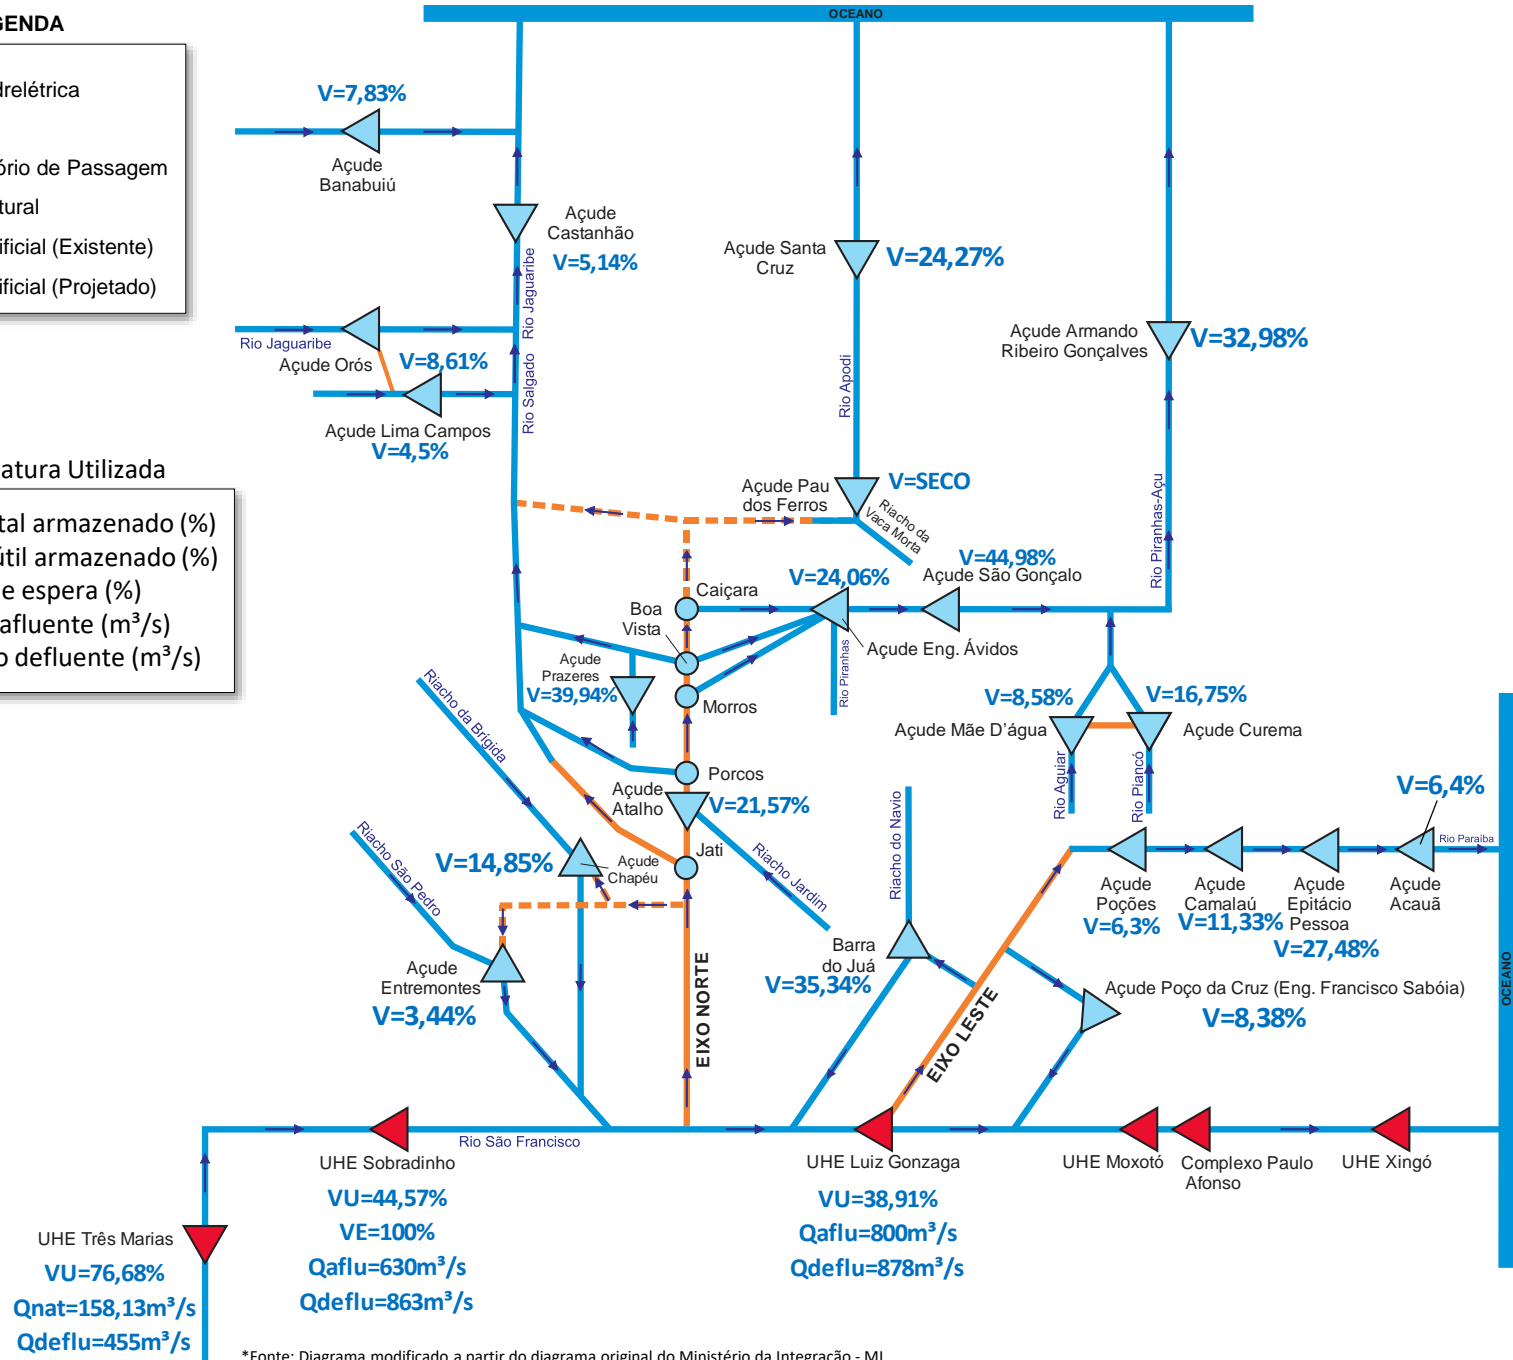 GENDA
drelétrica
ório de Passagem
tural
ificial (Existente)
ificial (Projetado)
atura Utilizada
tal armazenado (%)
útil armazenado (%)
e espera (%)
afluente (m³/s)
o defluente (m³/s)
OCEANO
V=7,83%
Açude
Banabuiú
Açude
Castanhão
V=5,14%
Rio Jaguaribe
Rio Jaguaribe
Açude Orós
V=8,61%
Rio Salgado
Açude Lima Campos
V=4,5%
Açude Santa
Cruz
V=24,27%
Rio Apodi
Açude Armando
Ribeiro Gonçalves
V=32,98%
Rio Piranhas-Açu
Açude Pau
dos Ferros
V=SECO
Riacho da
Vaca Morta
V=44,98%
Açude São Gonçalo
V=24,06%
Açude Eng. Ávidos
Rio Piranhas
Caiçara
Boa
Vista
Morros
Açude
Prazeres
V=39,94%
Porcos
Açude
Atalho
V=21,57%
Jati
Riacho Jardim
Riacho da Brígida
V=14,85%
Açude
Chapéu
Riacho São Pedro
Açude
Entremontes
V=3,44%
EIXO NORTE
V=8,58%
Açude Mãe D'água
V=16,75%
Açude Curema
Rio Aguiar
Rio Piancó
V=6,4%
Rio Paraíba
Açude
Poções
V=6,3%
Açude
Camalaú
V=11,33%
Açude
Epitácio
Pessoa
V=27,48%
Açude
Acauã
Riacho do Navio
Barra
do Juá
V=35,34%
EIXO LESTE
Açude Poço da Cruz (Eng. Francisco Sabóia)
V=8,38%
OCEANO
Rio São Francisco
UHE Sobradinho
VU=44,57%
VE=100%
Qaflu=630m³/s
Qdeflu=863m³/s
UHE Luiz Gonzaga
VU=38,91%
Qaflu=800m³/s
Qdeflu=878m³/s
UHE Moxotó
Complexo Paulo
Afonso
UHE Xingó
UHE Três Marias
VU=76,68%
Qnat=158,13m³/s
Qdeflu=455m³/s
*Fonte: Diagrama modificado a partir do diagrama original do Ministério da Integração - MI